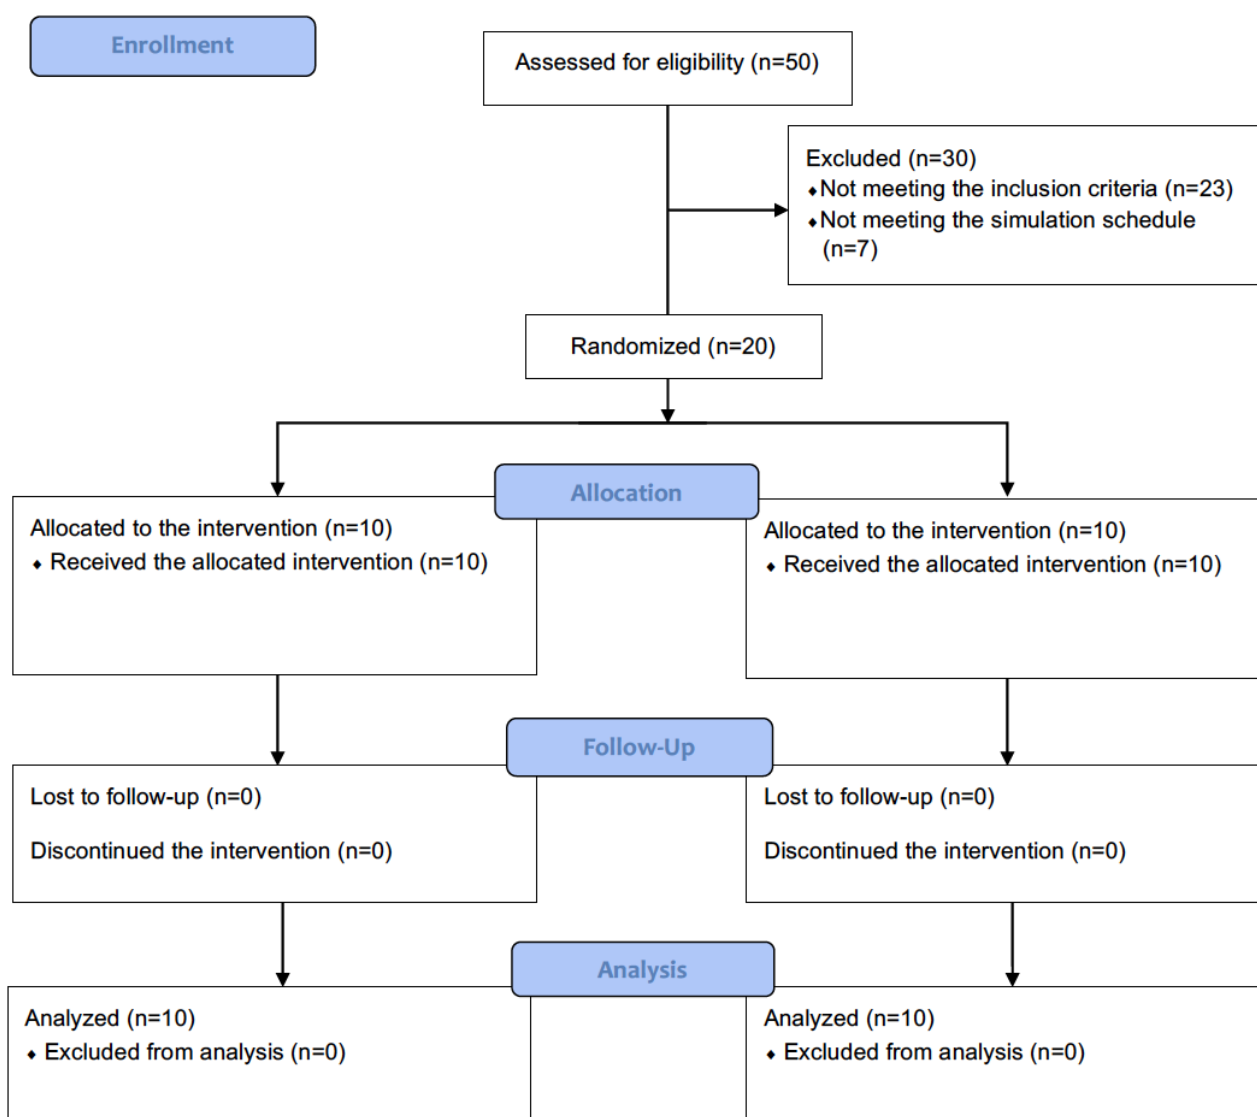 Enrollment
Assessed for eligibility (n=50)
Excluded (n=30)
⬥Not meeting the inclusion criteria (n=23)
⬥Not meeting the simulation schedule
(n=7)
Randomized (n=20)
Allocation
Allocated to the intervention (n=10)
⬥ Received the allocated intervention (n=10)
Allocated to the intervention (n=10)
⬥ Received the allocated intervention (n=10)
Follow-Up
Lost to follow-up (n=0)
Discontinued the intervention (n=0)
Lost to follow-up (n=0)
Discontinued the intervention (n=0)
Analysis
Analyzed (n=10)
⬥ Excluded from analysis (n=0)
Analyzed (n=10)
⬥ Excluded from analysis (n=0)